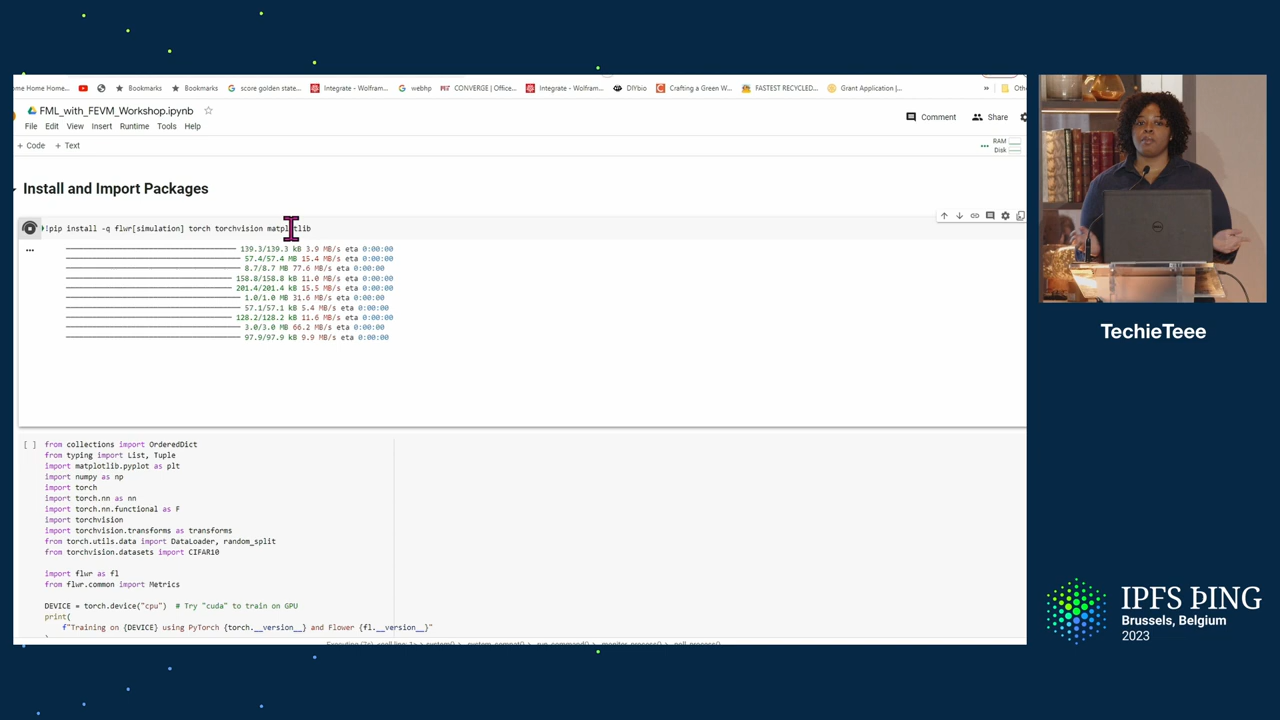 me Home Home... Bookmarks Bookmarks score golden state... Integrate - Wolfram... webhp CONVERGE | Office... Integrate - Wolfram... DIYbio Crafting a Green W... FASTEST RECYCLED... Grant Application |... » Oth
FML_with_FEVM_Workshop.ipynb
File Edit View Insert Runtime Tools Help
Comment Share
+ Code + Text
RAM
Disk
Install and Import Packages
!pip install -q flwr[simulation] torch torchvision matplotlib
139.3/139.3 kB 3.9 MB/s eta 0:00:00
57.4/57.4 MB 15.4 MB/s eta 0:00:00
8.7/8.7 MB 77.6 MB/s eta 0:00:00
158.8/158.8 kB 11.0 MB/s eta 0:00:00
201.4/201.4 kB 15.5 MB/s eta 0:00:00
1.0/1.0 MB 31.6 MB/s eta 0:00:00
57.1/57.1 kB 5.4 MB/s eta 0:00:00
128.2/128.2 kB 11.6 MB/s eta 0:00:00
3.0/3.0 MB 66.2 MB/s eta 0:00:00
97.9/97.9 kB 9.9 MB/s eta 0:00:00
[ ] from collections import OrderedDict
from typing import List, Tuple
import matplotlib.pyplot as plt
import numpy as np
import torch
import torch.nn as nn
import torch.nn.functional as F
import torchvision
import torchvision.transforms as transforms
from torch.utils.data import DataLoader, random_split
from torchvision.datasets import CIFAR10
import flwr as fl
from flwr.common import Metrics
DEVICE = torch.device("cpu") # Try "cuda" to train on GPU
print(
f"Training on {DEVICE} using PyTorch {torch.__version__} and Flower {fl.__version__}"
DELL
TechieTeee
IPFS ÞING
Brussels, Belgium
2023